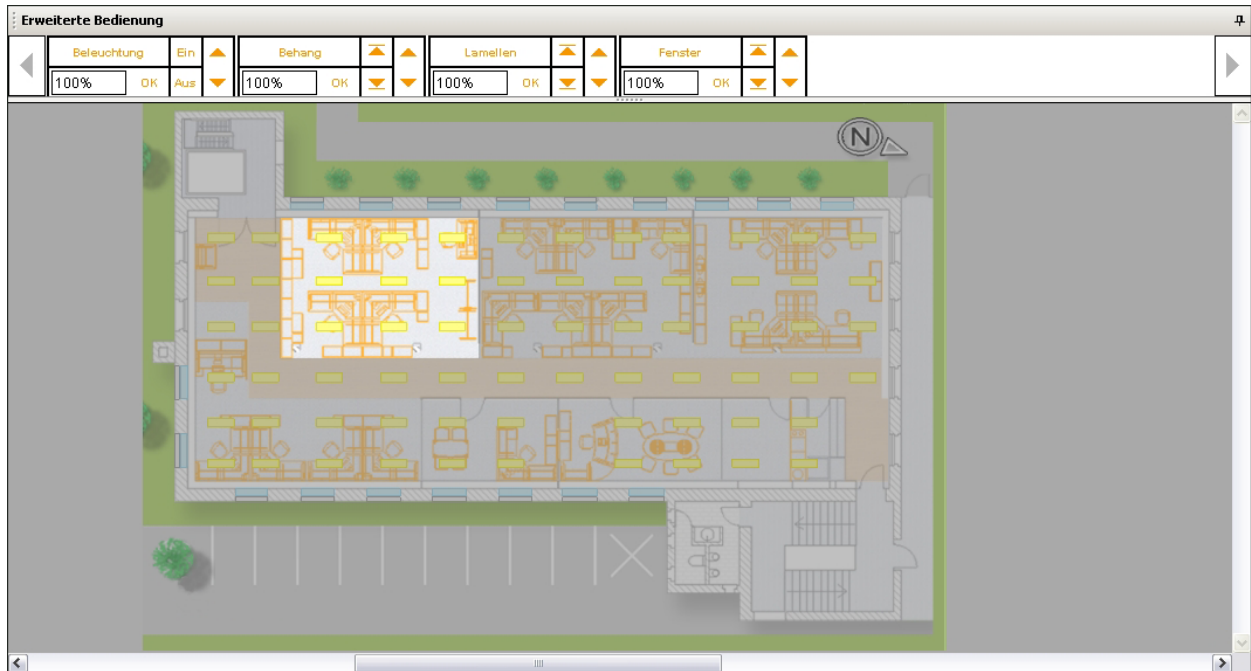 Erweiterte Bedienung
Beleuchtung Ein Behang Lamellen Fenster
100% OK Aus 100% OK 100% OK 100% OK
N